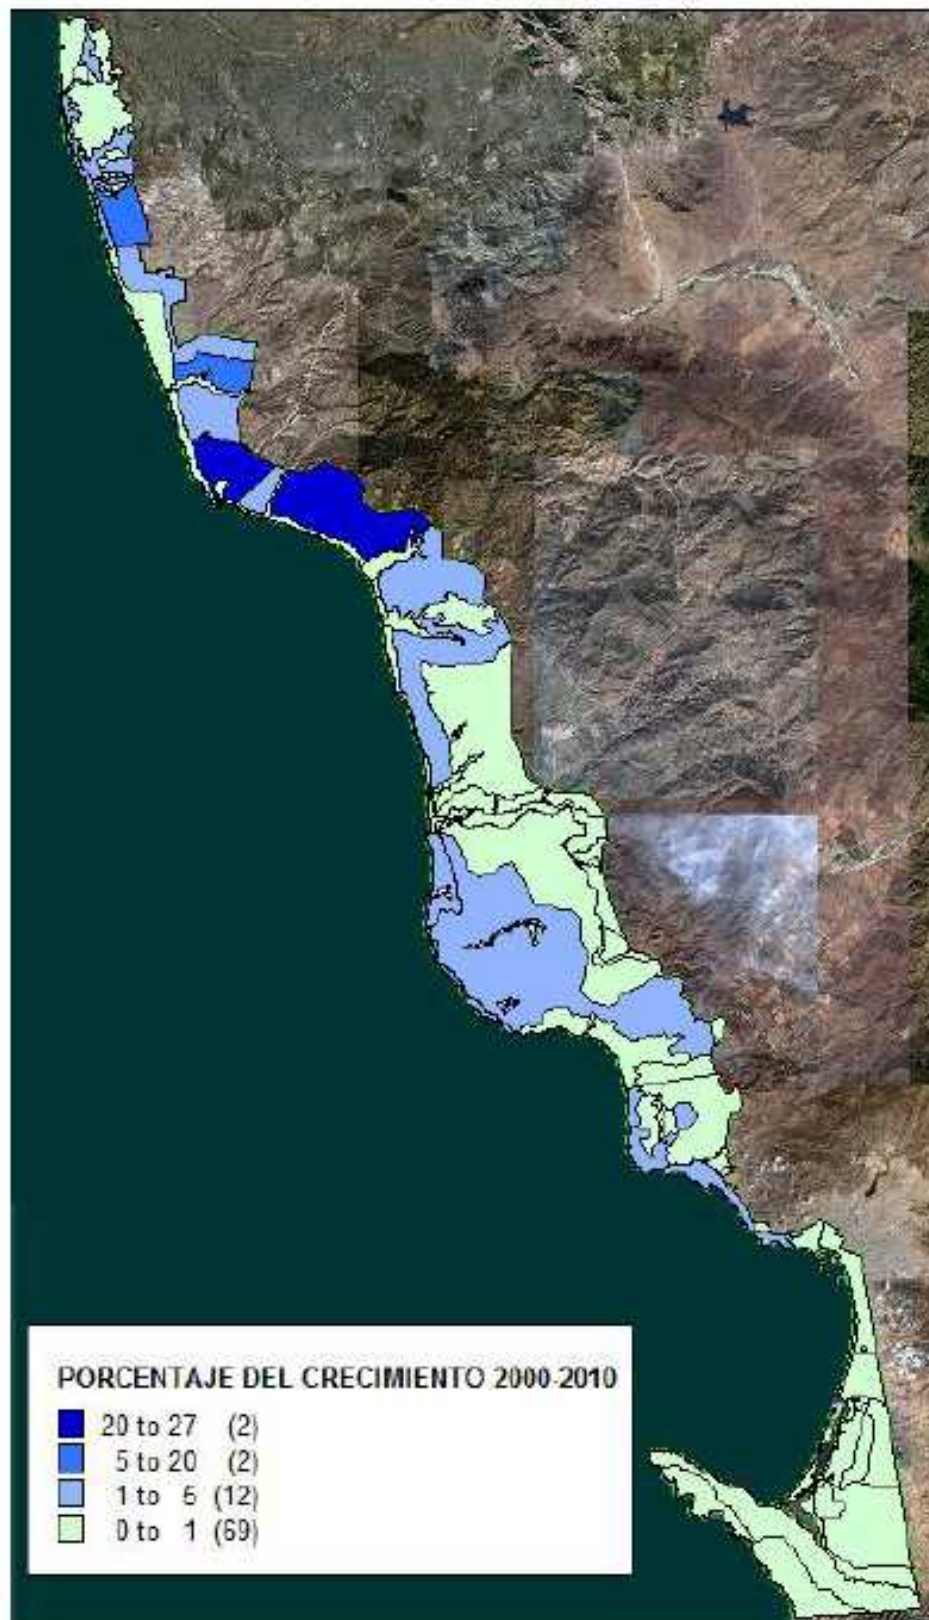 PORCENTAJE DEL CRECIMIENTO 2000-2010
20 to 27 (2)
5 to 20 (2)
1 to 5 (12)
0 to 1 (69)